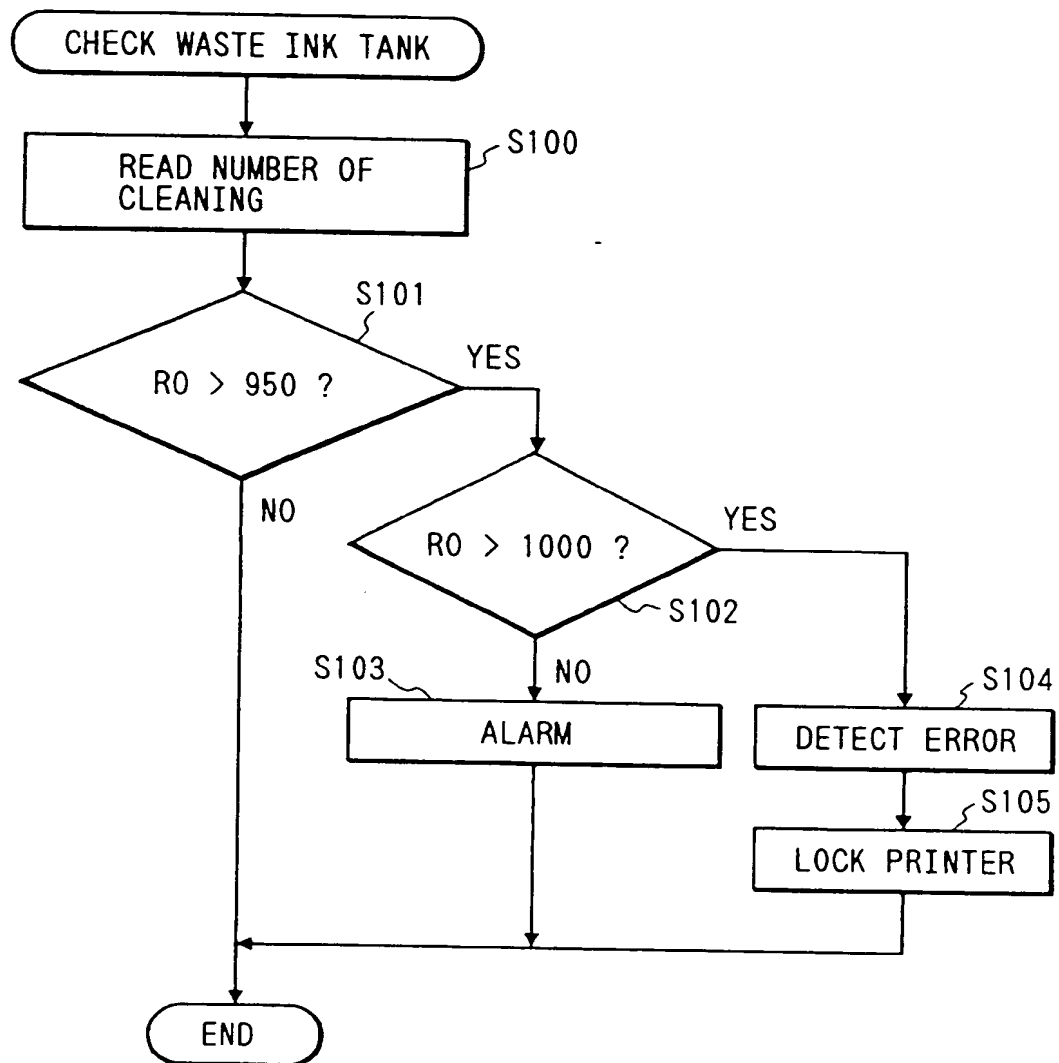 CHECK WASTE INK TANK
S100
READ NUMBER OF
CLEANING
S101
R0 > 950 ?
YES
NO
R0 > 1000 ?
YES
S102
NO
S103
ALARM
S104
DETECT ERROR
S105
LOCK PRINTER
END